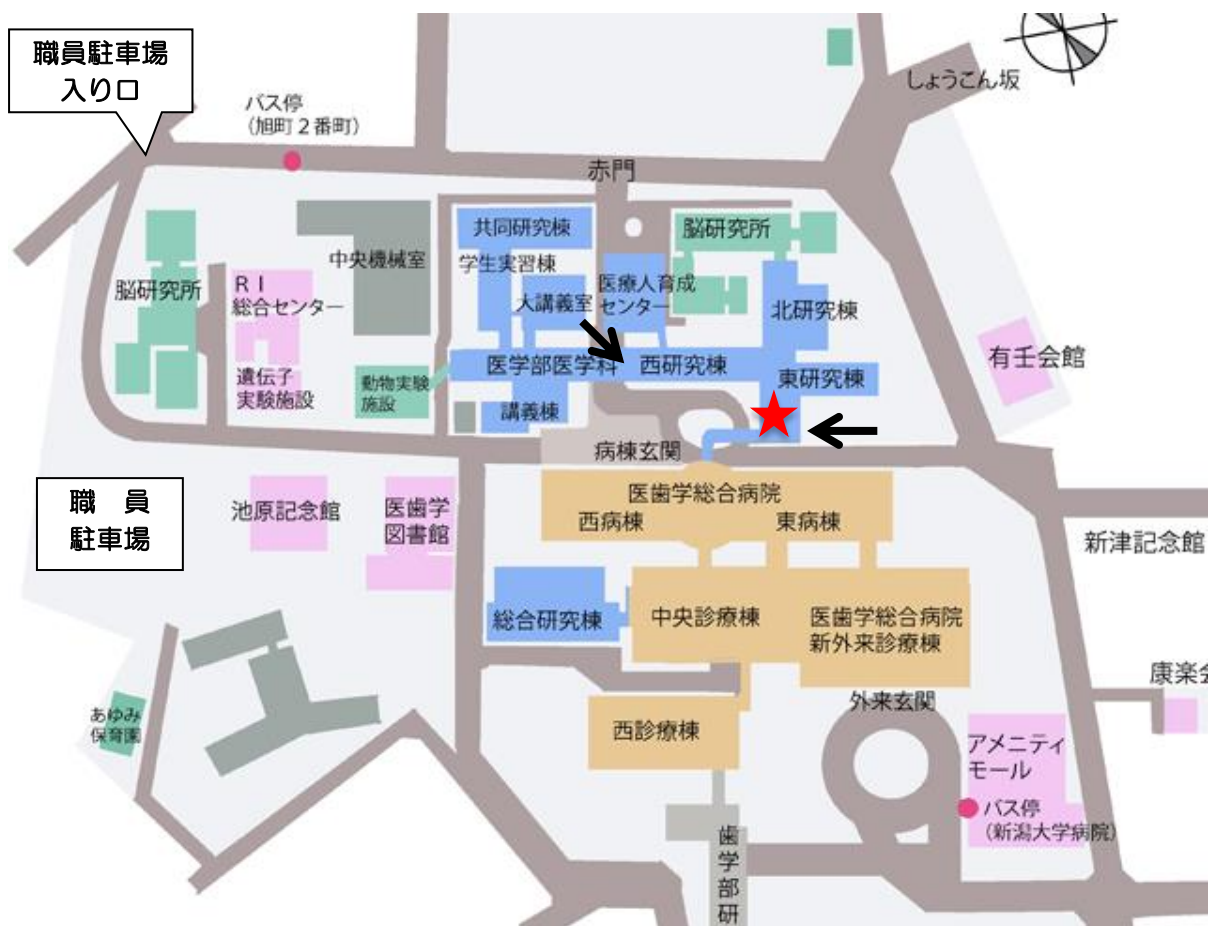 職員駐車場
入り口
バス停
(旭町２番町)
しょうこん坂
赤門
共同研究棟
脳研究所
学生実習棟
中央機械室
大講義室
医療人育成
センター
脳研究所
ＲＩ
総合センター
北研究棟
医学部医学科
西研究棟
有壬会館
東研究棟
遺伝子
実験施設
動物実験
施設
講義棟
病棟玄関
職　員
駐車場
池原記念館
医歯学
図書館
医歯学総合病院
西病棟
東病棟
新津記念館
総合研究棟
中央診療棟
医歯学総合病院
新外来診療棟
康楽会
外来玄関
あゆみ
保育園
西診療棟
アメニティ
モール
バス停
(新潟大学病院)
歯学部研